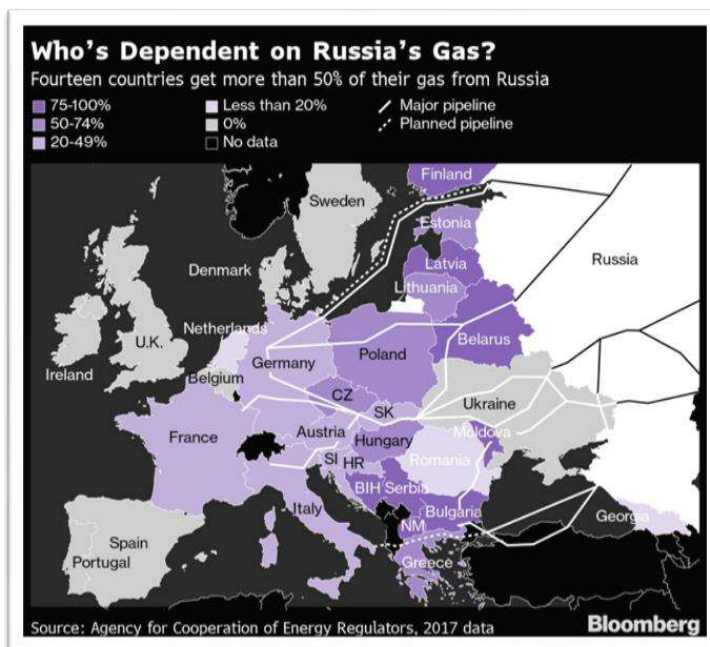 Who's Dependent on Russia's Gas?
Fourteen countries get more than 50% of their gas from Russia
75-100%
Less than 20%
Major pipeline
50-74%
0%
Planned pipeline
20-49%
No data
Finland
Sweden
Estonia
Russia
Denmark
Latvia
Lithuania
Netherlands
Belarus
U.K.
Ireland
Germany
Poland
Belgium
CZ
Ukraine
SK
France
Austria
Moldova
Hungary
SI
HR
Romania
BIH
Serbia
Italy
Bulgaria
Georgia
NM
Spain
Portugal
Greece
Source: Agency for Cooperation of Energy Regulators, 2017 data
Bloomberg